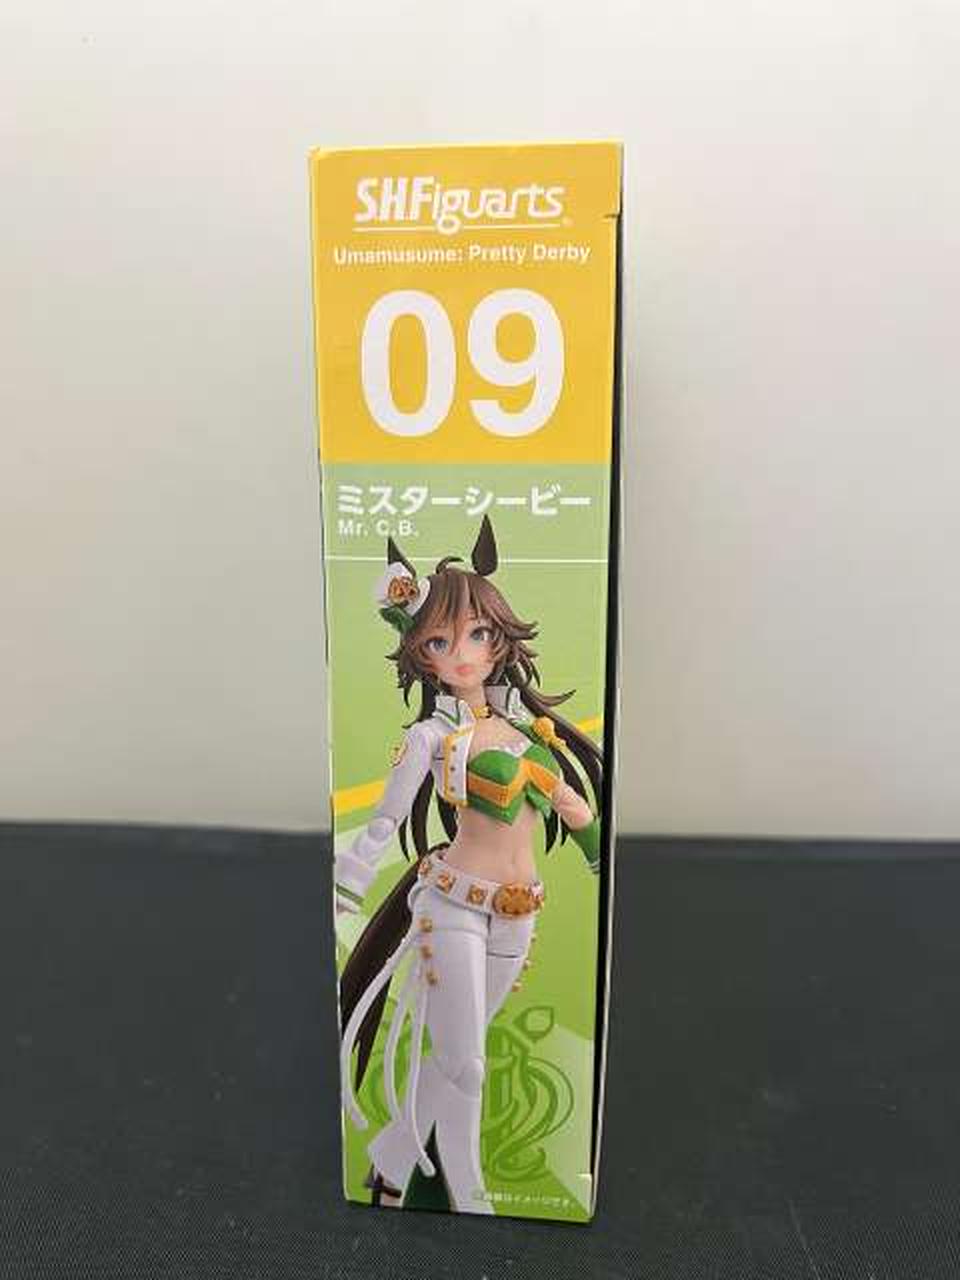 S.H.Figuarts
Umamusume: Pretty Derby
09
ミスターシービー
Mr. C.B.